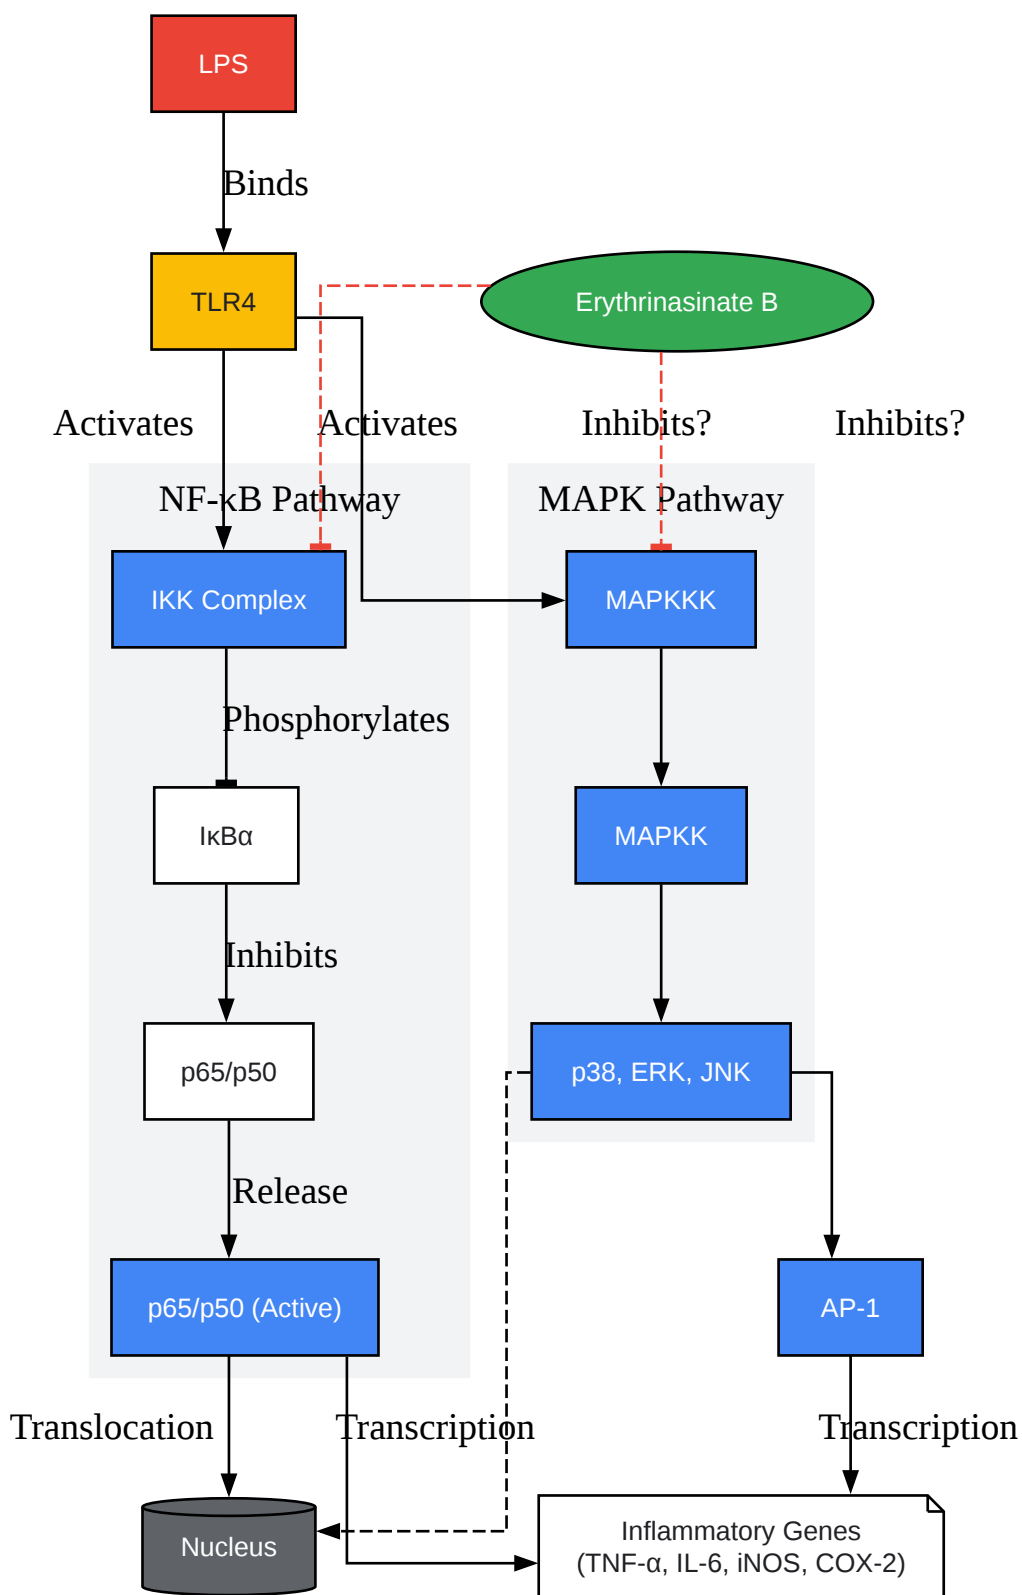 LPS
Binds
TLR4
Erythrinasinate B
Activates
Activates
Inhibits?
Inhibits?
NF-κB Pathway
MAPK Pathway
IKK Complex
MAPKKK
Phosphorylates
IκBα
MAPKK
Inhibits
p65/p50
p38, ERK, JNK
Release
p65/p50 (Active)
AP-1
Translocation
Transcription
Transcription
Nucleus
Inflammatory Genes
(TNF-α, IL-6, iNOS, COX-2)